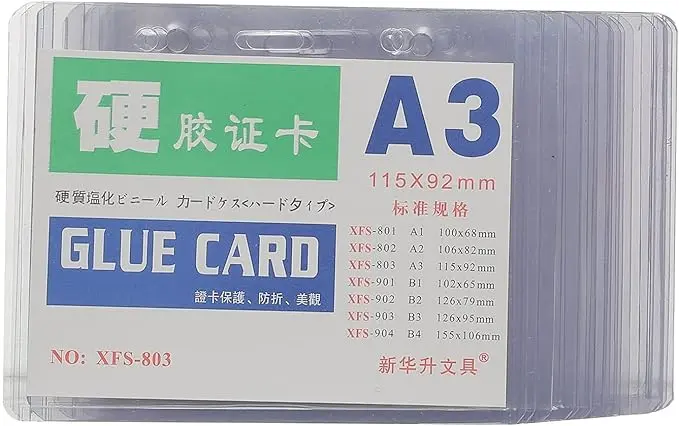 硬胶证卡
A3
115X92mm
硬質塩化ビニール カードケス<ハードタイプ>
标准规格
GLUE CARD
XFS-801 A1 100x68mm
XFS-802 A2 106x82mm
XFS-803 A3 115x92mm
XFS-901 B1 102x65mm
XFS-902 B2 126x79mm
XFS-903 B3 126x95mm
XFS-904 B4 155x106mm
證卡保護、防折、美觀
NO: XFS-803
新华升文具®